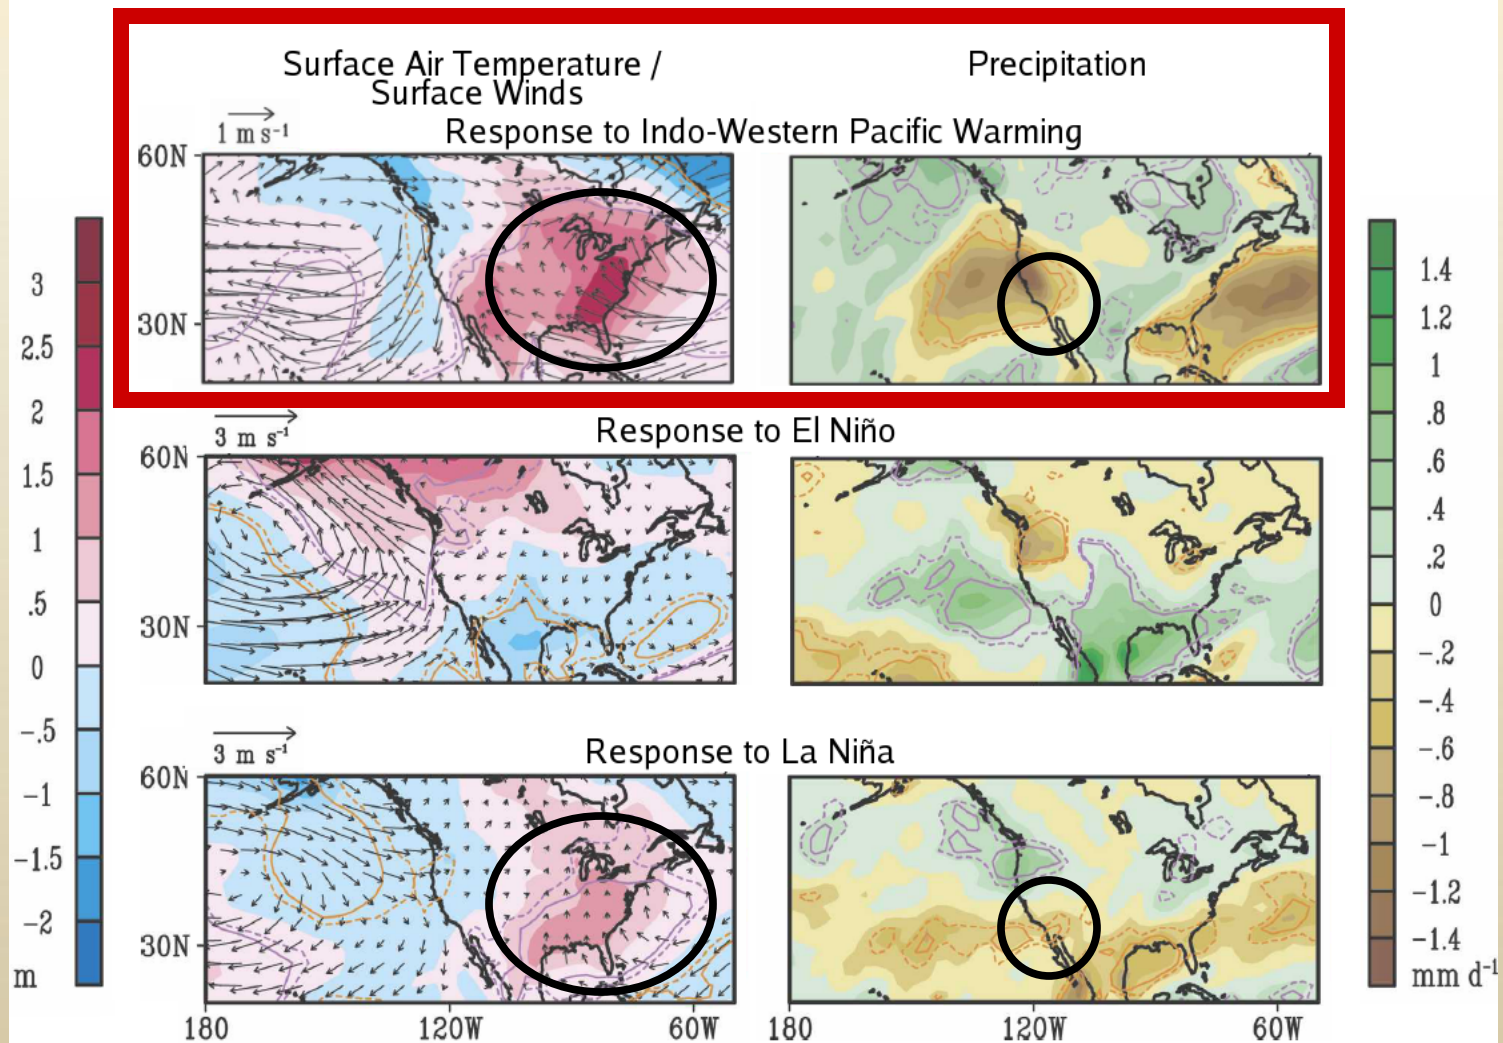 Surface Air Temperature /
Surface Winds
Precipitation
1 m s⁻¹
Response to Indo-Western Pacific Warming
60N
30N
3 m s⁻¹
Response to El Niño
60N
30N
3 m s⁻¹
Response to La Niña
60N
30N
180
120W
60W
180
120W
60W
3
2.5
2
1.5
1
.5
0
-.5
-1
-1.5
-2
m
1.4
1.2
1
.8
.6
.4
.2
0
-.2
-.4
-.6
-.8
-1
-1.2
-1.4
mm d⁻¹